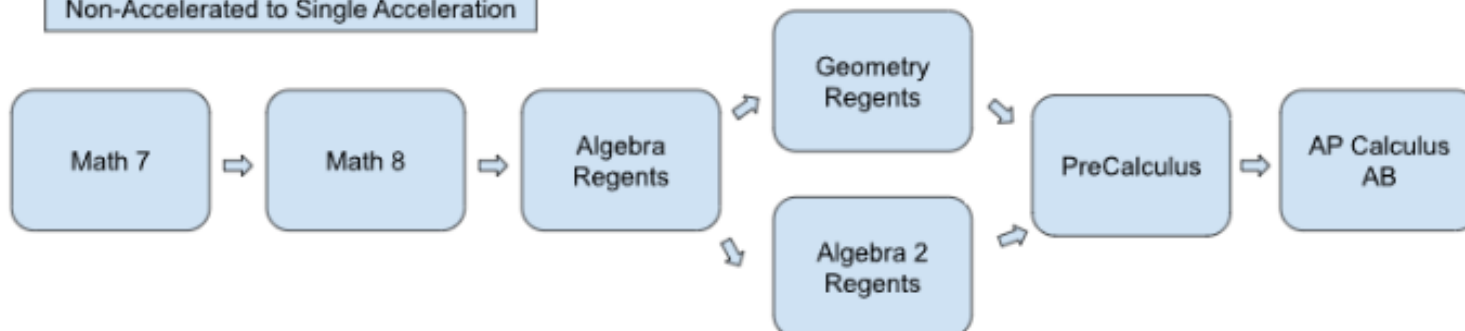 Non-Accelerated to Single Acceleration
Math 7
Math 8
Algebra
Regents
Geometry
Regents
Algebra 2
Regents
PreCalculus
AP Calculus
AB